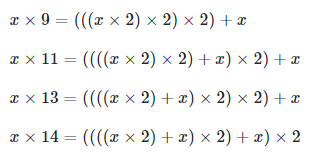 x × 9 = (((x × 2) × 2) × 2) + x
x × 11 = ((((x × 2) × 2) + x) × 2) + x
x × 13 = ((((x × 2) + x) × 2) × 2) + x
x × 14 = ((((x × 2) + x) × 2) + x) × 2